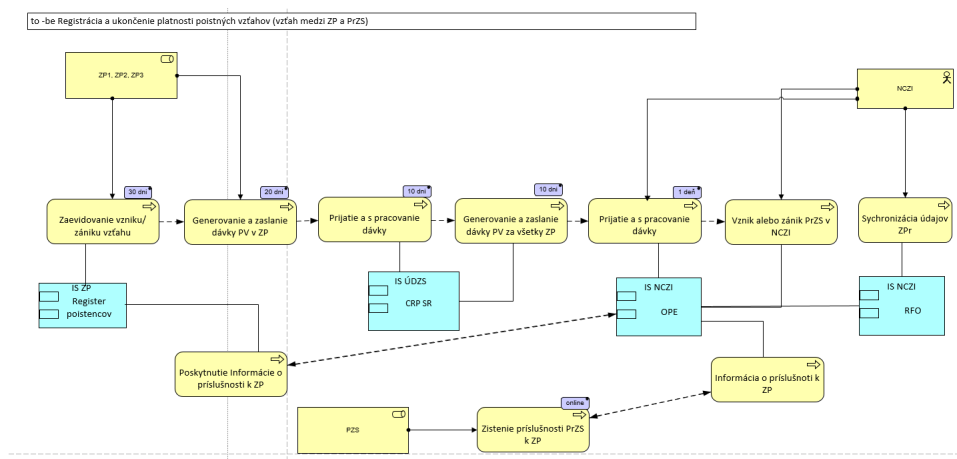 to -be Registrácia a ukončenie platnosti poistných vzťahov (vzťah medzi ZP a PrZS)
ZP1, ZP2, ZP3
NCZI
30 dní
20 dní
10 dní
10 dní
1 deň
Zaevidovanie vzniku/
zániku vzťahu
Generovanie a zaslanie
dávky PV v ZP
Prijatie a s pracovanie
dávky
Generovanie a zaslanie
dávky PV za všetky ZP
Prijatie a s pracovanie
dávky
Vznik alebo zánik PrZS v
NCZI
Sychronizácia údajov
ZPr
IS ZP
Register
poistencov
IS ÚDZS
CRP SR
IS NCZI
OPE
IS NCZI
RFO
Poskytnutie Informácie o
príslušnosti k ZP
Informácia o príslušnoti k
ZP
online
PZS
Zistenie príslušnosti PrZS
k ZP